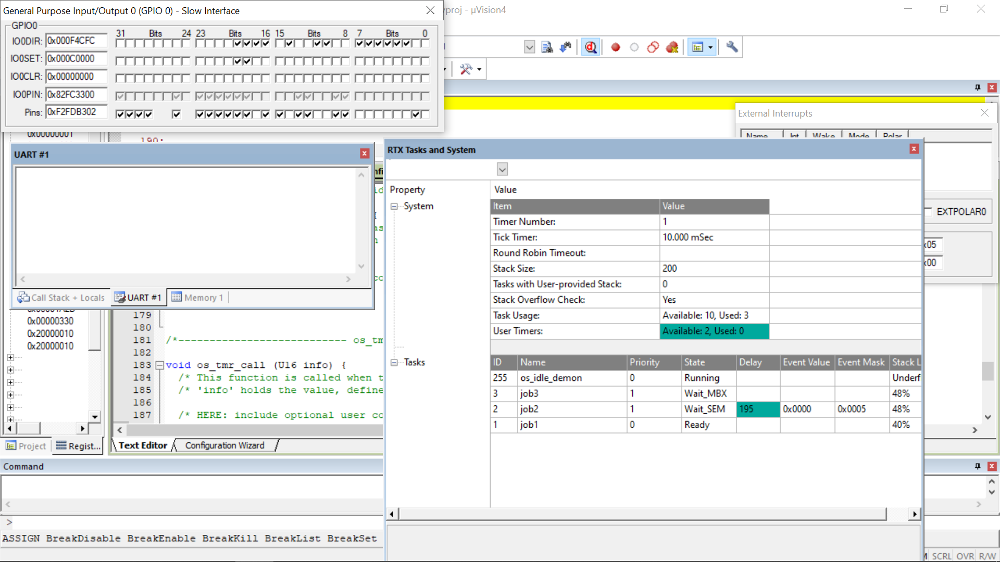 General Purpose Input/Output 0 (GPIO 0) - Slow Interface
vproj - µVision4
GPIO0
31 Bits 24 23 Bits 16 15 Bits 8 7 Bits 0
IO0DIR: 0x000F4CFC
IO0SET: 0x000C0000
IO0CLR: 0x00000000
IO0PIN: 0x82FC3300
Pins: 0xF2FDB302
External Interrupts
Name Int Wake Mode Polar
EXTPOLAR0
x05
x00
0x00000001
190:
UART #1
Call Stack + Locals UART #1 Memory 1
0x00000330
0x20000010
0x20000010
179
180
181 /*--------------------------- os_tm
182
183 void os_tmr_call (U16 info) {
184 /* This function is called when t
185 /* 'info' holds the value, define
186
187 /* HERE: include optional user co
Project Regist...
Text Editor Configuration Wizard
RTX Tasks and System
Property Value
System
Item Value
Timer Number: 1
Tick Timer: 10.000 mSec
Round Robin Timeout:
Stack Size: 200
Tasks with User-provided Stack: 0
Stack Overflow Check: Yes
Task Usage: Available: 10, Used: 3
User Timers: Available: 2, Used: 0
Tasks
ID Name Priority State Delay Event Value Event Mask Stack L
255 os_idle_demon 0 Running Underf
3 job3 1 Wait_MBX 48%
2 job2 1 Wait_SEM 195 0x0000 0x0005 48%
1 job1 0 Ready 40%
Command
>
ASSIGN BreakDisable BreakEnable BreakKill BreakList BreakSet
SCRL OVR R/W